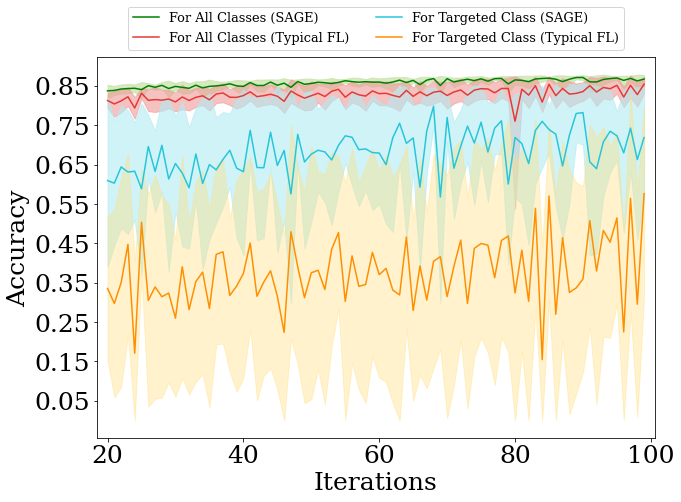 For All Classes (SAGE)
For All Classes (Typical FL)
For Targeted Class (SAGE)
For Targeted Class (Typical FL)
Accuracy
0.85
0.75
0.65
0.55
0.45
0.35
0.25
0.15
0.05
20 40 60 80 100
Iterations